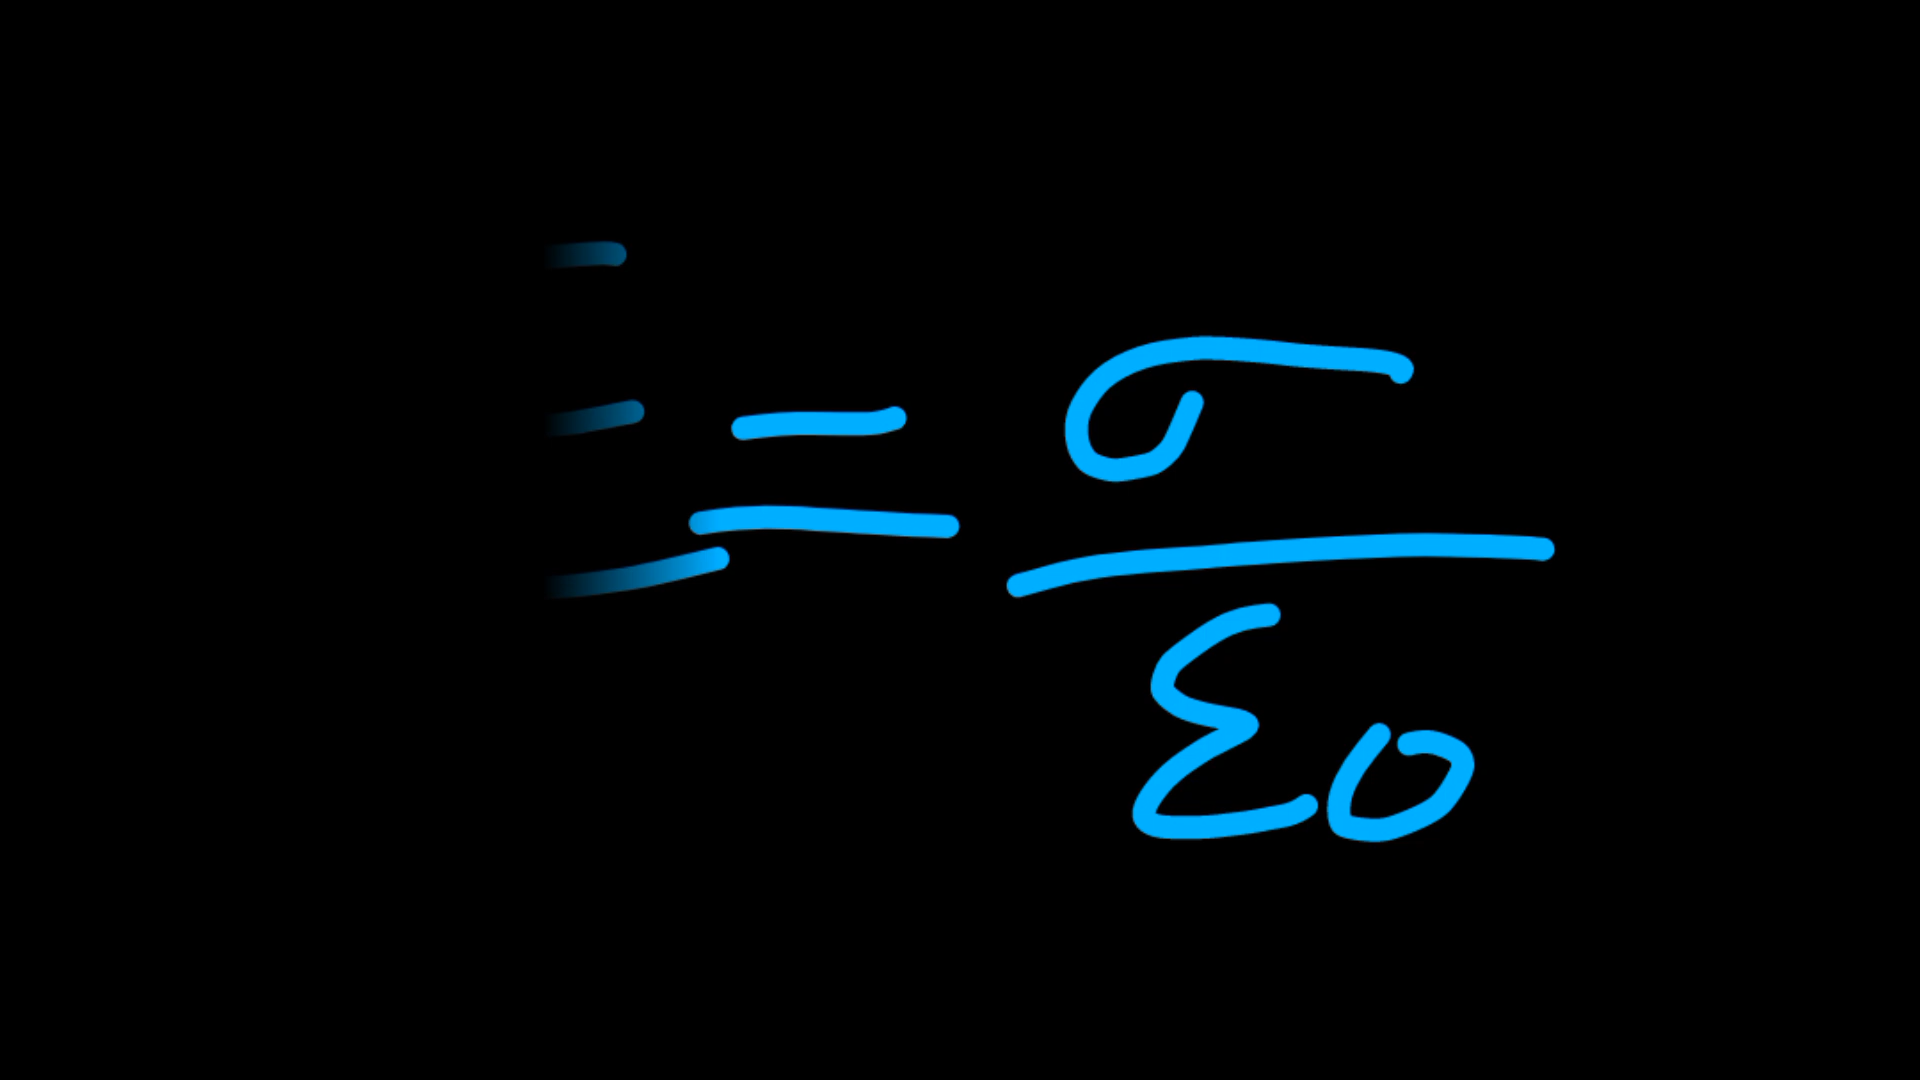 = σ / ε₀